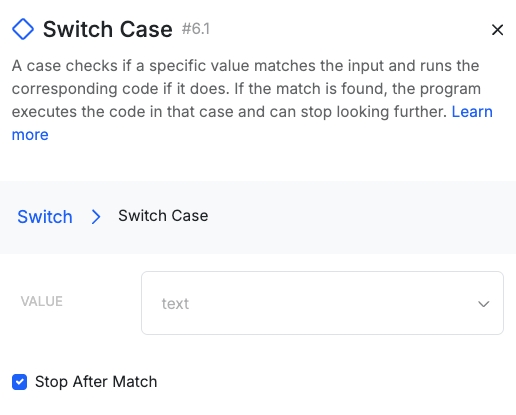 Switch Case #6.1
A case checks if a specific value matches the input and runs the
corresponding code if it does. If the match is found, the program
executes the code in that case and can stop looking further. Learn
more
Switch > Switch Case
VALUE text
Stop After Match